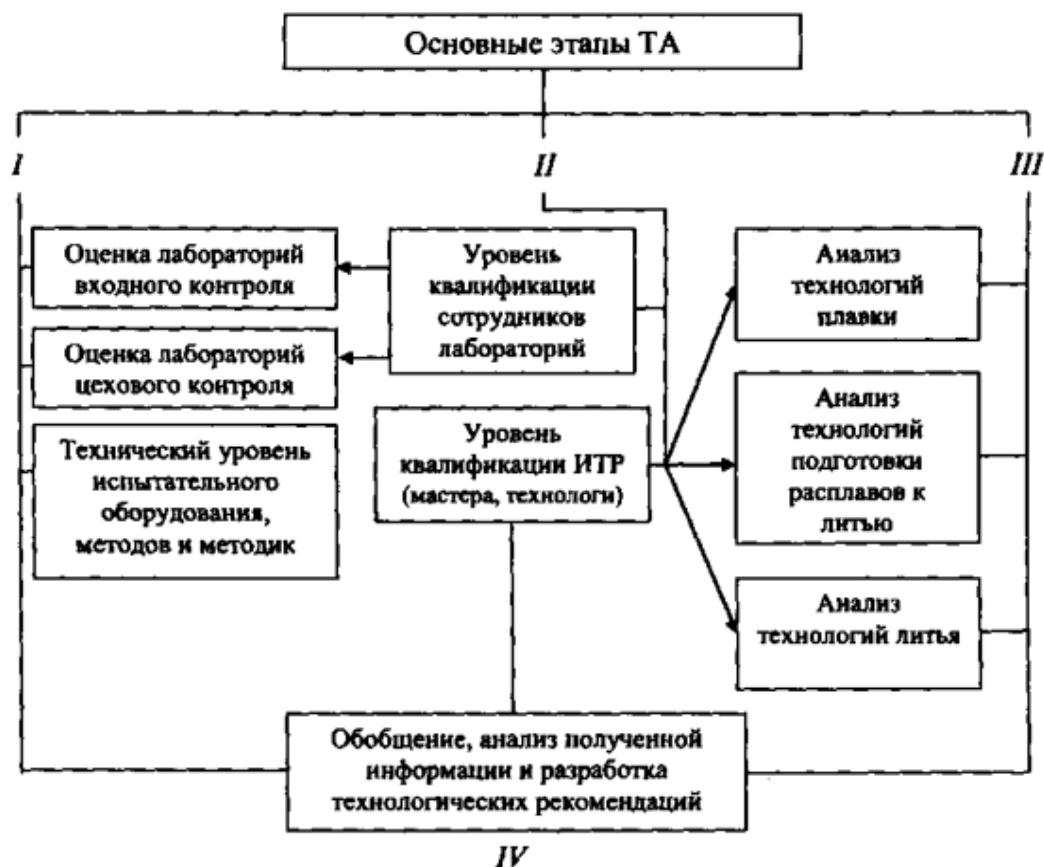 Основные этапы ТА
I
II
III
Оценка лабораторий
входного контроля
Оценка лабораторий
цехового контроля
Технический уровень
испытательного
оборудования,
методов и методик
Уровень
квалификации
сотрудников
лабораторий
Уровень
квалификации ИТР
(мастера, технологи)
Анализ
технологий
плавки
Анализ
технологий
подготовки
расплавов к
литью
Анализ
технологий литья
Обобщение, анализ полученной
информации и разработка
технологических рекомендаций
IV